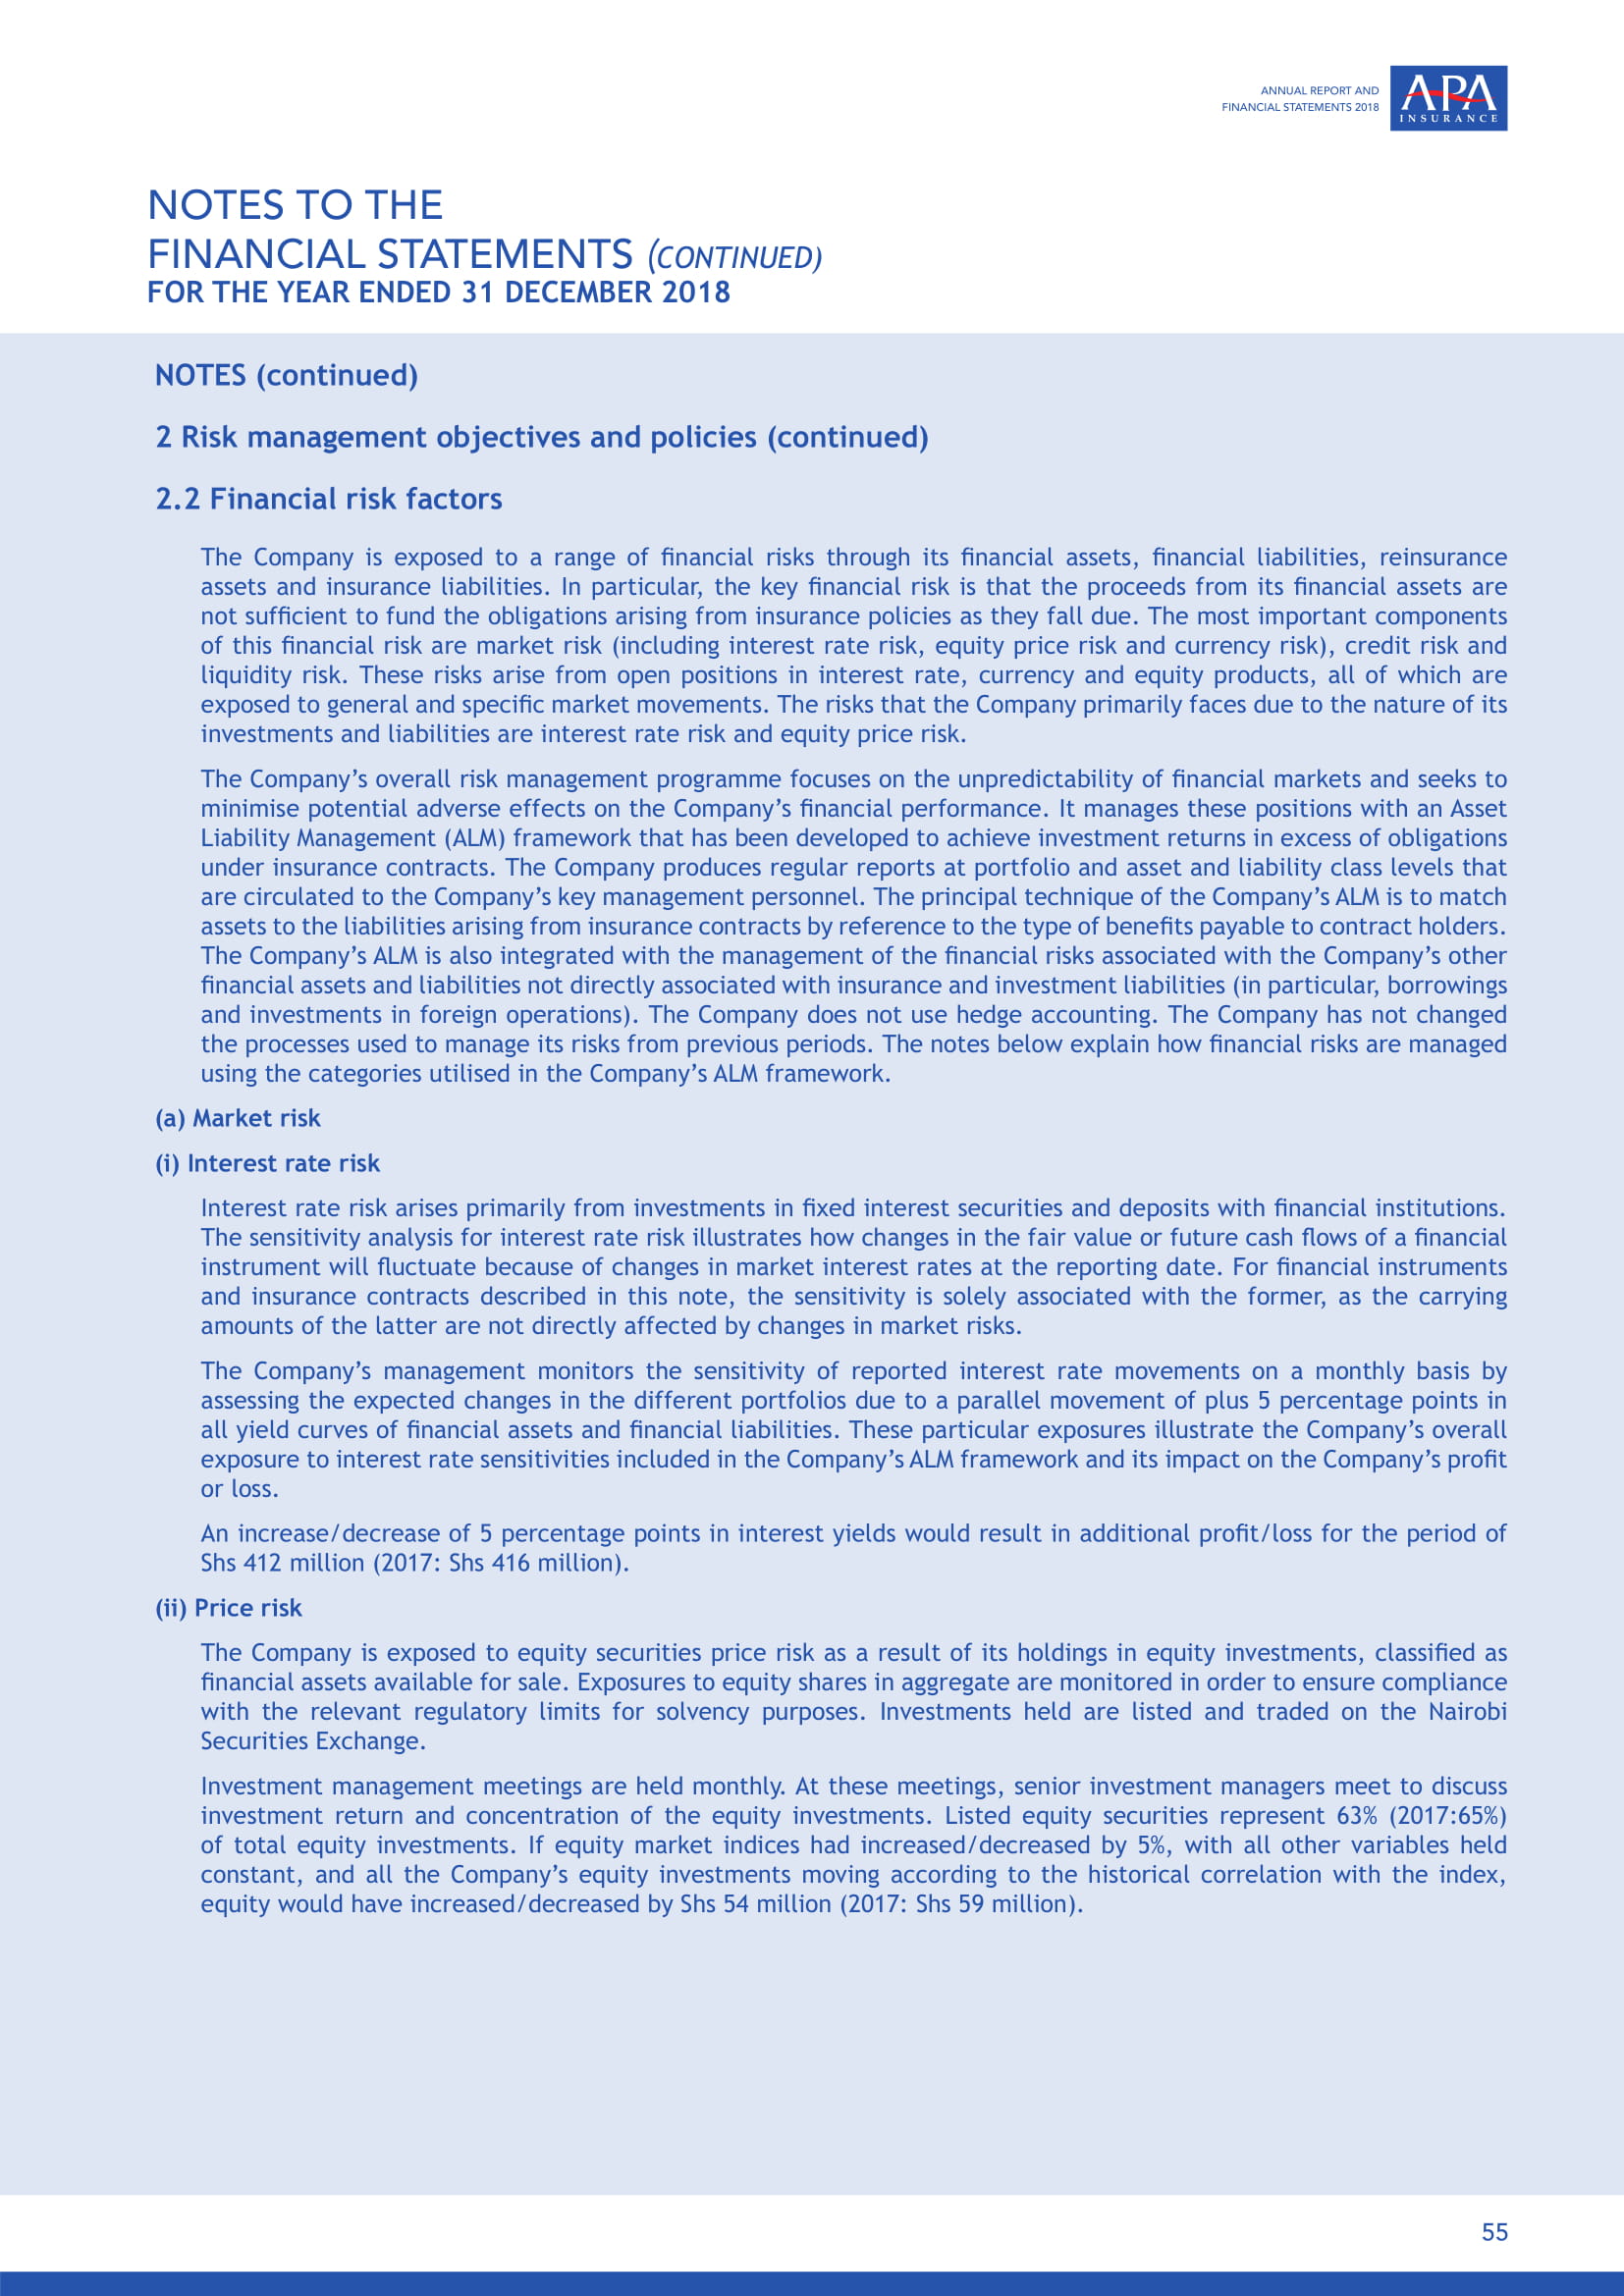 ANNUAL REPORT AND
FINANCIAL STATEMENTS 2018
APA
INSURANCE
NOTES TO THE
FINANCIAL STATEMENTS (CONTINUED)
FOR THE YEAR ENDED 31 DECEMBER 2018
NOTES (continued)
2 Risk management objectives and policies (continued)
2.2 Financial risk factors
The Company is exposed to a range of financial risks through its financial assets, financial liabilities, reinsurance
assets and insurance liabilities. In particular, the key financial risk is that the proceeds from its financial assets are
not sufficient to fund the obligations arising from insurance policies as they fall due. The most important components
of this financial risk are market risk (including interest rate risk, equity price risk and currency risk), credit risk and
liquidity risk. These risks arise from open positions in interest rate, currency and equity products, all of which are
exposed to general and specific market movements. The risks that the Company primarily faces due to the nature of its
investments and liabilities are interest rate risk and equity price risk.
The Company’s overall risk management programme focuses on the unpredictability of financial markets and seeks to
minimise potential adverse effects on the Company’s financial performance. It manages these positions with an Asset
Liability Management (ALM) framework that has been developed to achieve investment returns in excess of obligations
under insurance contracts. The Company produces regular reports at portfolio and asset and liability class levels that
are circulated to the Company’s key management personnel. The principal technique of the Company’s ALM is to match
assets to the liabilities arising from insurance contracts by reference to the type of benefits payable to contract holders.
The Company’s ALM is also integrated with the management of the financial risks associated with the Company’s other
financial assets and liabilities not directly associated with insurance and investment liabilities (in particular, borrowings
and investments in foreign operations). The Company does not use hedge accounting. The Company has not changed
the processes used to manage its risks from previous periods. The notes below explain how financial risks are managed
using the categories utilised in the Company’s ALM framework.
(a) Market risk
(i) Interest rate risk
Interest rate risk arises primarily from investments in fixed interest securities and deposits with financial institutions.
The sensitivity analysis for interest rate risk illustrates how changes in the fair value or future cash flows of a financial
instrument will fluctuate because of changes in market interest rates at the reporting date. For financial instruments
and insurance contracts described in this note, the sensitivity is solely associated with the former, as the carrying
amounts of the latter are not directly affected by changes in market risks.
The Company’s management monitors the sensitivity of reported interest rate movements on a monthly basis by
assessing the expected changes in the different portfolios due to a parallel movement of plus 5 percentage points in
all yield curves of financial assets and financial liabilities. These particular exposures illustrate the Company’s overall
exposure to interest rate sensitivities included in the Company’s ALM framework and its impact on the Company’s profit
or loss.
An increase/decrease of 5 percentage points in interest yields would result in additional profit/loss for the period of
Shs 412 million (2017: Shs 416 million).
(ii) Price risk
The Company is exposed to equity securities price risk as a result of its holdings in equity investments, classified as
financial assets available for sale. Exposures to equity shares in aggregate are monitored in order to ensure compliance
with the relevant regulatory limits for solvency purposes. Investments held are listed and traded on the Nairobi
Securities Exchange.
Investment management meetings are held monthly. At these meetings, senior investment managers meet to discuss
investment return and concentration of the equity investments. Listed equity securities represent 63% (2017:65%)
of total equity investments. If equity market indices had increased/decreased by 5%, with all other variables held
constant, and all the Company’s equity investments moving according to the historical correlation with the index,
equity would have increased/decreased by Shs 54 million (2017: Shs 59 million).
55